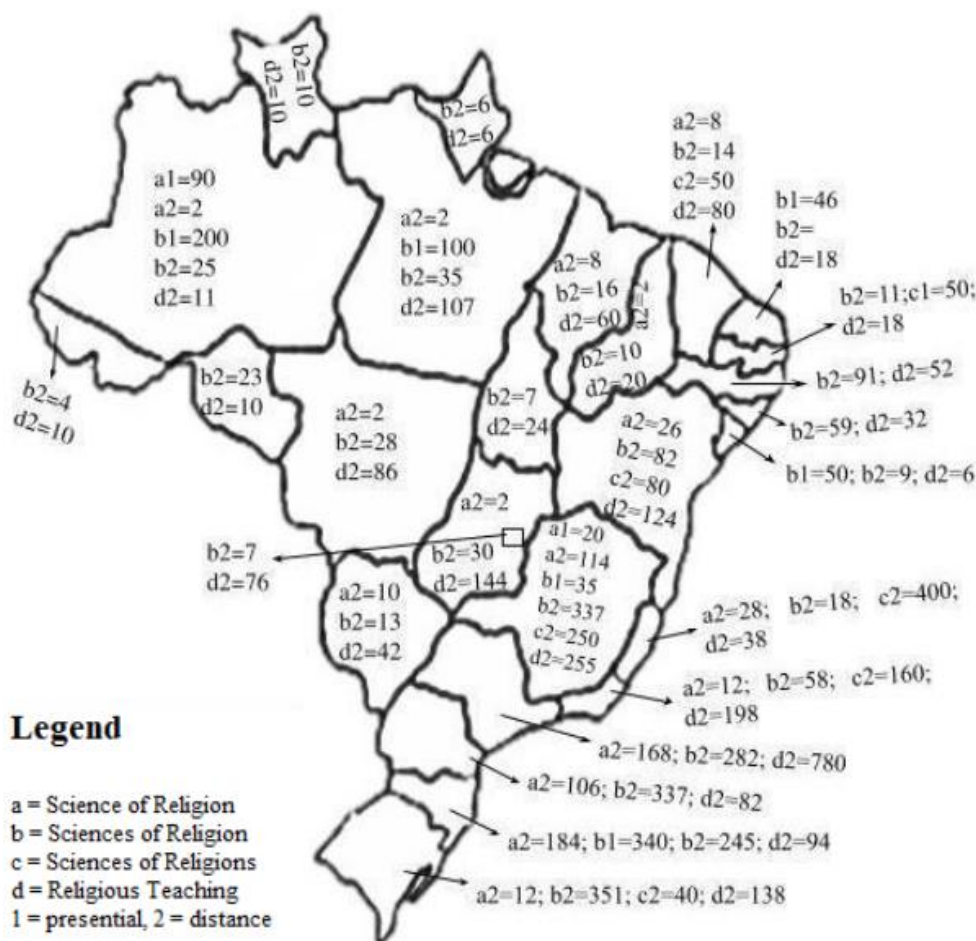 b2=10
d2=10
b2=6
d2=6
a2=8
b2=14
c2=50
d2=80
b1=46
b2=
d2=18
a1=90
a2=2
b1=200
b2=25
d2=11
a2=2
b1=100
b2=35
d2=107
a2=8
b2=16
d2=60
a2=2
b2=10
d2=20
b2=11;c1=50;
d2=18
b2=91; d2=52
b2=59; d2=32
b1=50; b2=9; d2=6
b2=4
d2=10
b2=23
d2=10
a2=2
b2=28
d2=86
b2=7
d2=24
a2=26
b2=82
c2=80
d2=124
a2=2
b2=30
d2=144
b2=7
d2=76
a1=20
a2=114
b1=35
b2=337
c2=250
d2=255
a2=10
b2=13
d2=42
a2=28; b2=18; c2=400;
d2=38
a2=12; b2=58; c2=160;
d2=198
a2=168; b2=282; d2=780
a2=106; b2=337; d2=82
a2=184; b1=340; b2=245; d2=94
a2=12; b2=351; c2=40; d2=138
Legend
a = Science of Religion
b = Sciences of Religion
c = Sciences of Religions
d = Religious Teaching
1 = presential, 2 = distance